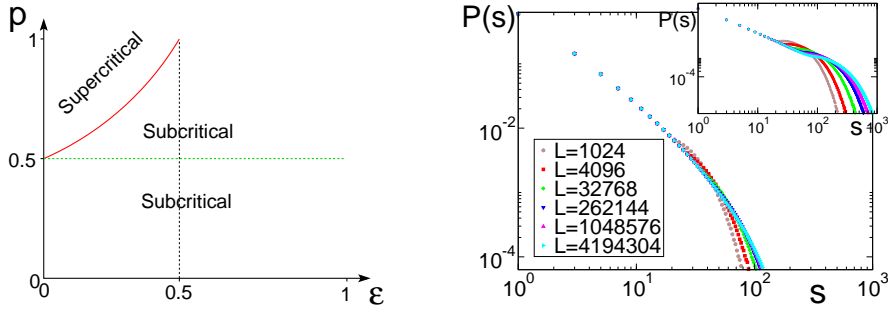 p
1
Supercritical
Subcritical
0.5
Subcritical
0
0
0.5
1
ε
P(s)
10^-2
10^-4
L=1024
L=4096
L=32768
L=262144
L=1048576
L=4194304
10^0
10^1
10^2
10^3
s
P(s)
10^-4
10^0
10^1
10^2
10^3
s